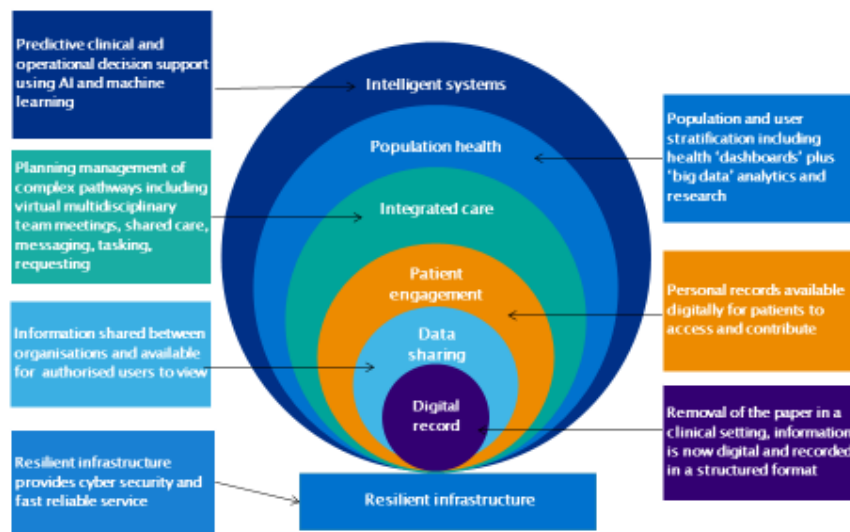 Predictive clinical and
operational decision support
using AI and machine
learning
Planning management of
complex pathways including
virtual multidisciplinary
team meetings, shared care,
messaging, tasking,
requesting
Information shared between
organisations and available
for authorised users to view
Resilient infrastructure
provides cyber security and
fast reliable service
Intelligent systems
Population health
Integrated care
Patient
engagement
Data
sharing
Digital
record
Resilient infrastructure
Population and user
stratification including
health ‘dashboards’ plus
‘big data’ analytics and
research
Personal records available
digitally for patients to
access and contribute
Removal of the paper in a
clinical setting, information
is now digital and recorded
in a structured format